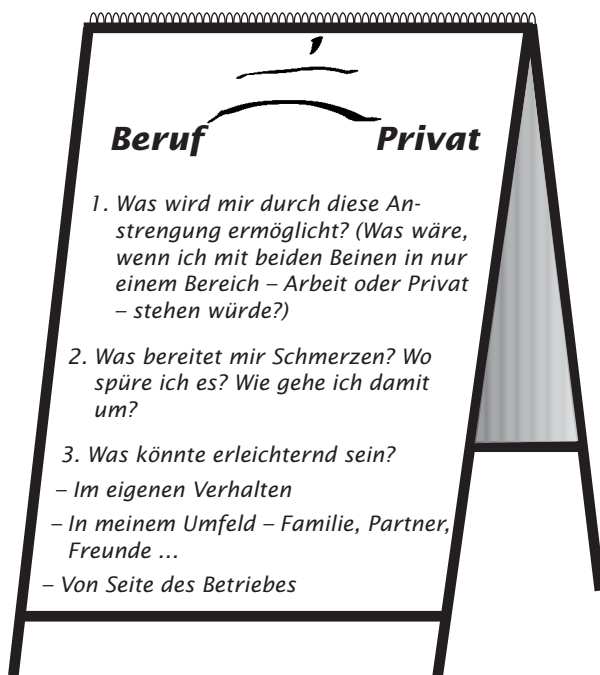 Beruf Privat
1. Was wird mir durch diese An-
strengung ermöglicht? (Was wäre,
wenn ich mit beiden Beinen in nur
einem Bereich – Arbeit oder Privat
– stehen würde?)
2. Was bereitet mir Schmerzen? Wo
spüre ich es? Wie gehe ich damit
um?
3. Was könnte erleichternd sein?
– Im eigenen Verhalten
– In meinem Umfeld – Familie, Partner,
Freunde ...
– Von Seite des Betriebes